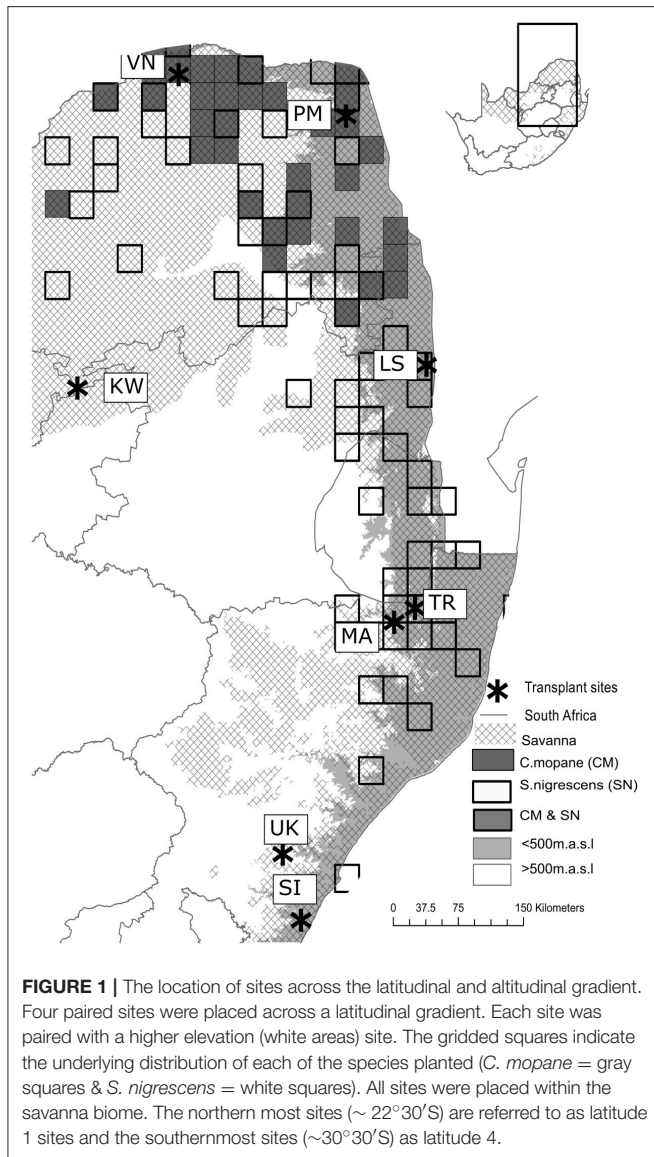 VN
PM
LS
KW
TR
MA
UK
SI
Transplant sites
South Africa
Savanna
C.mopane (CM)
S.nigrescens (SN)
CM & SN
<500m.a.s.l
>500m.a.s.l
0 37.5 75 150 Kilometers
FIGURE 1 | The location of sites across the latitudinal and altitudinal gradient.
Four paired sites were placed across a latitudinal gradient. Each site was
paired with a higher elevation (white areas) site. The gridded squares indicate
the underlying distribution of each of the species planted (C. mopane = gray
squares & S. nigrescens = white squares). All sites were placed within the
savanna biome. The northern most sites (∼ 22°30′S) are referred to as latitude
1 sites and the southernmost sites (∼30°30′S) as latitude 4.